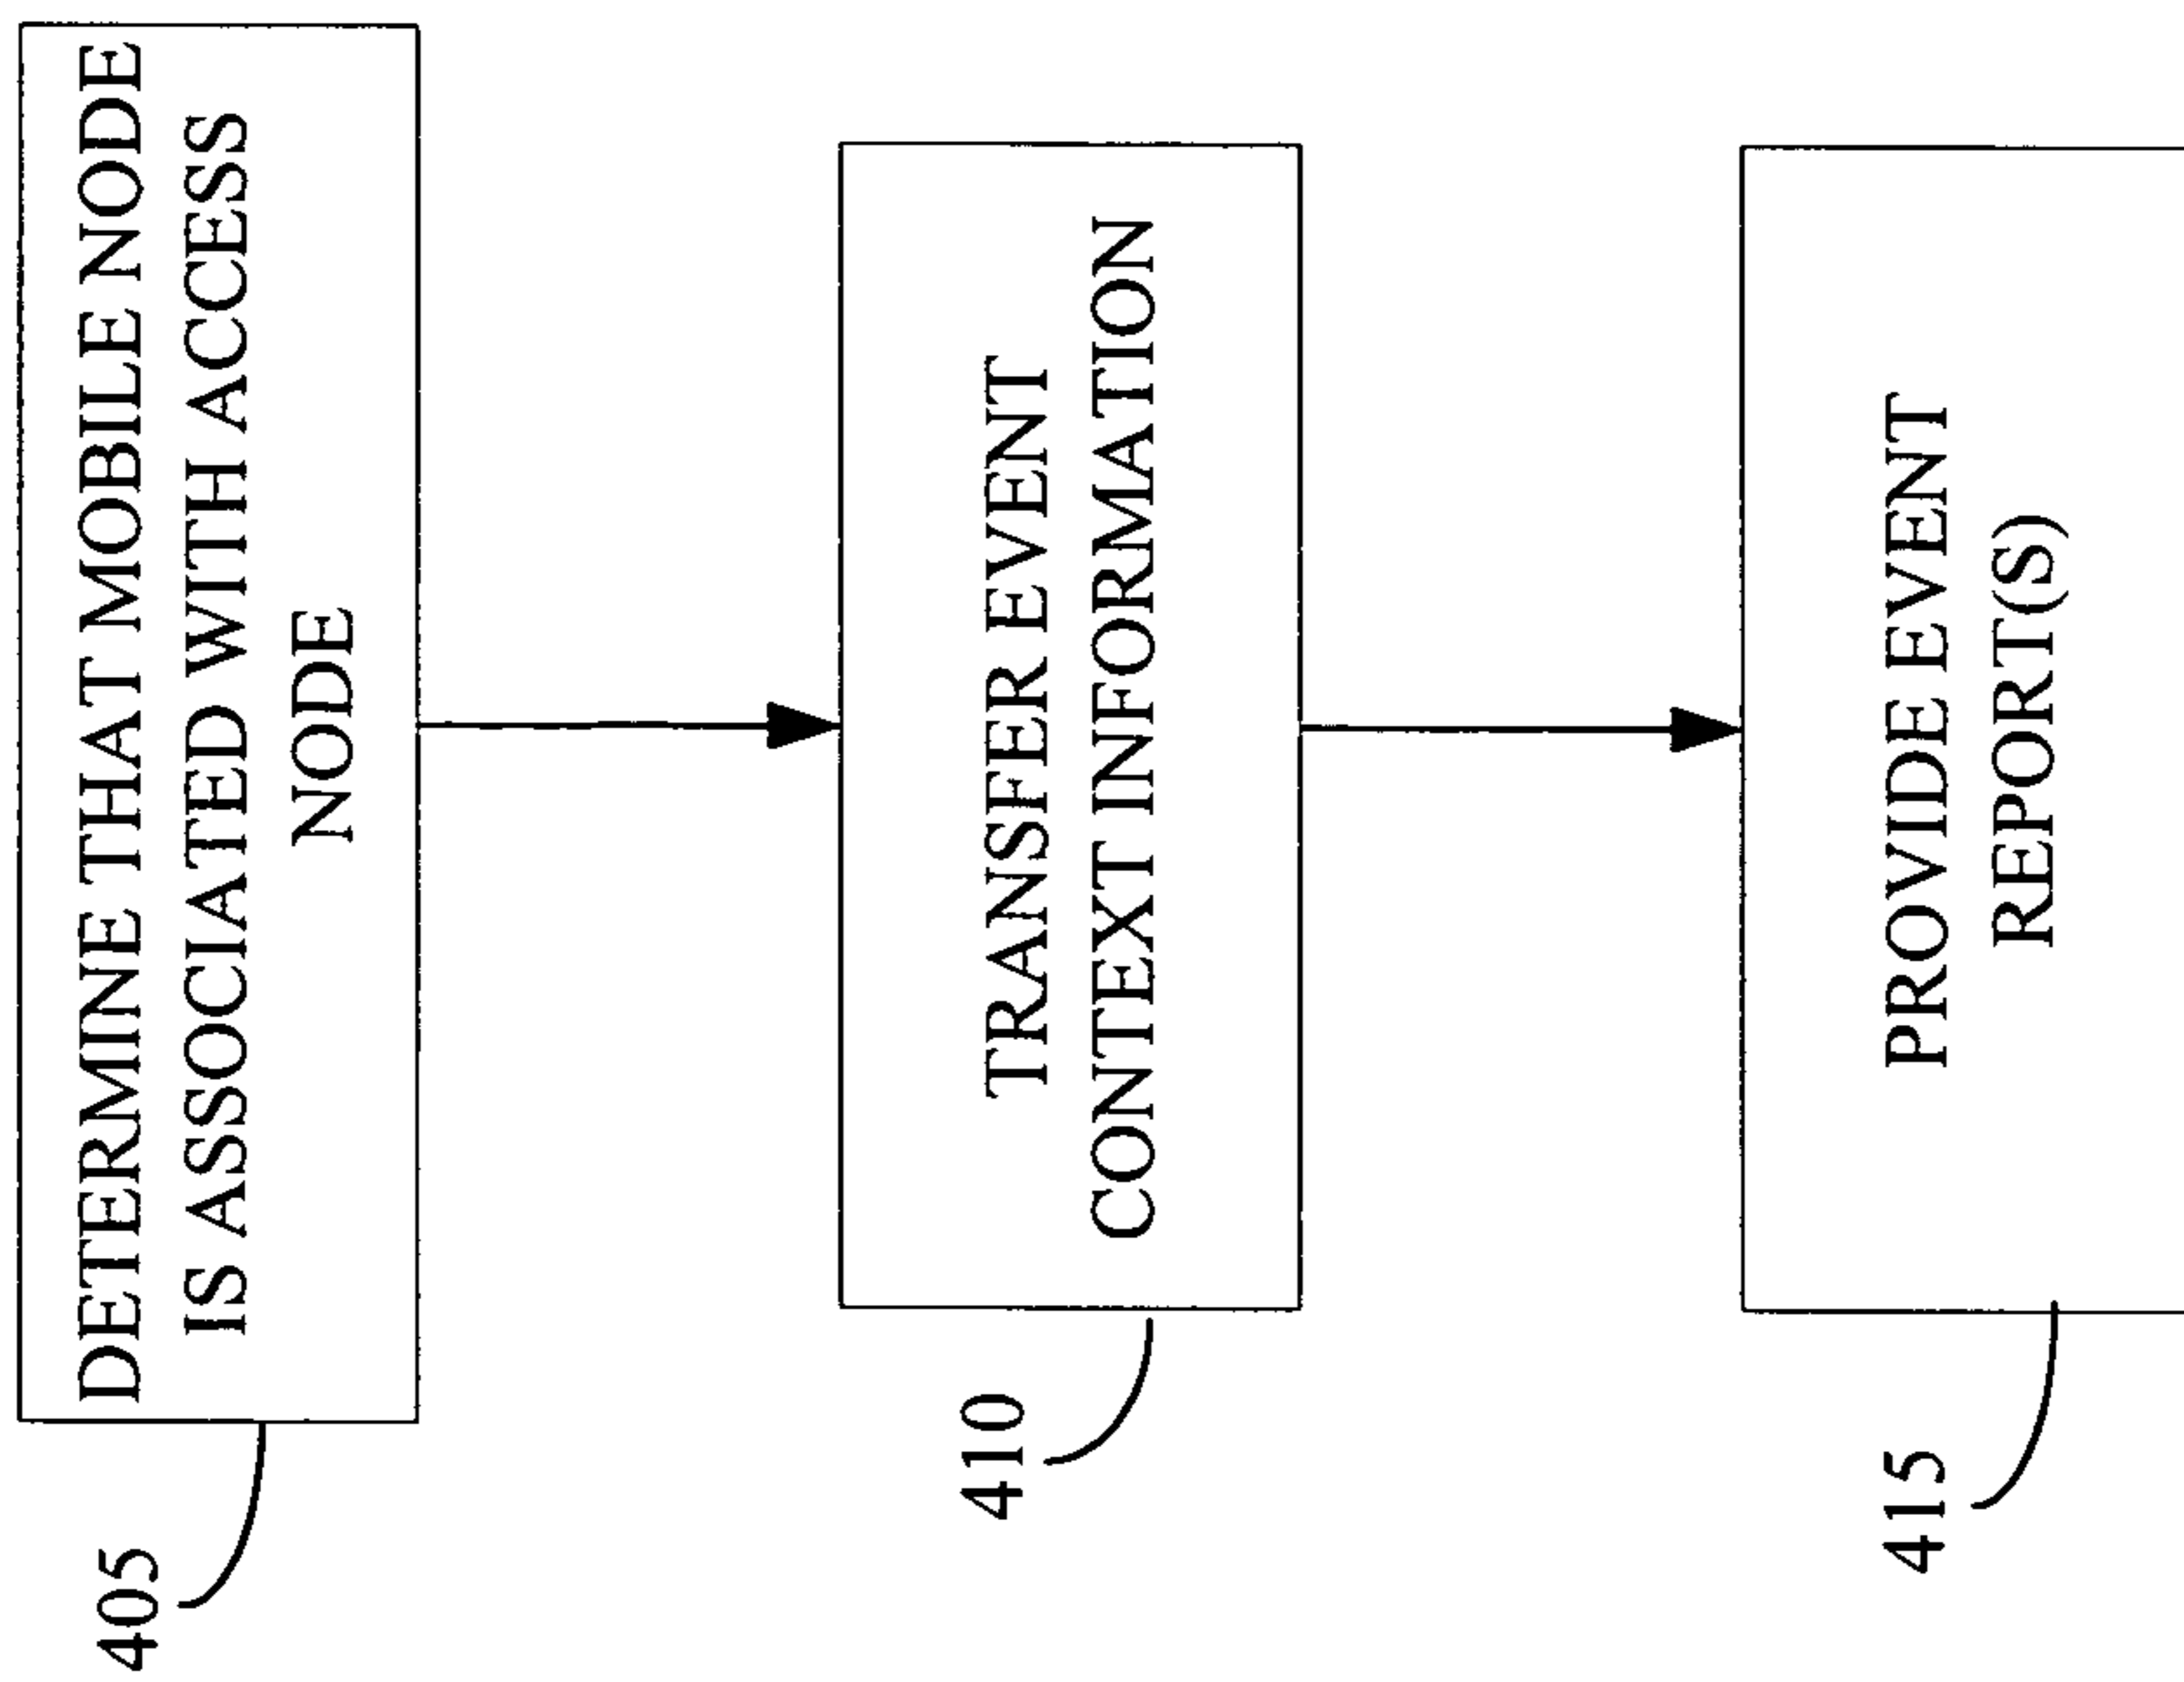 DETERMINE THAT MOBILE NODE
IS ASSOCIATED WITH ACCESS
NODE
405
TRANSFER EVENT
CONTEXT INFORMATION
410
PROVIDE EVENT
REPORT(S)
415